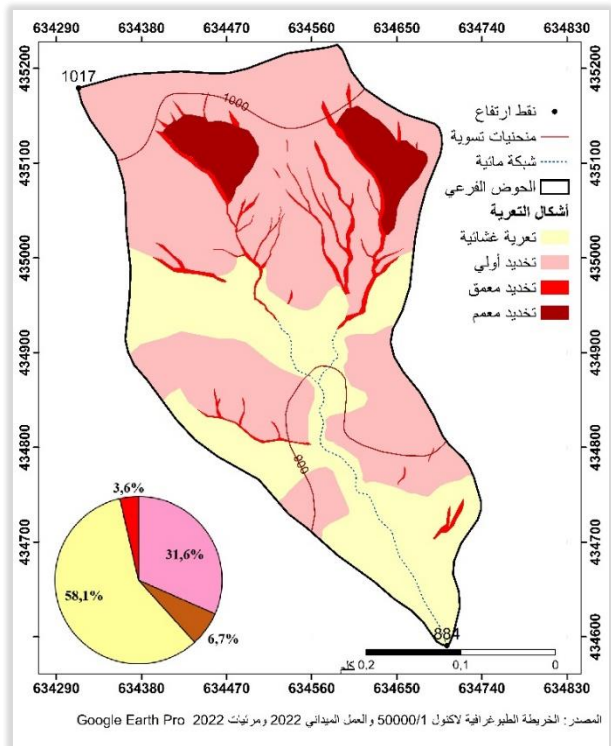 634290 634380 634470 634560 634650 634740 634830
435200
435100
435000
434900
434800
434700
434600
435200
435100
435000
434900
434800
434700
434600
1017
1000
900
884
نقط ارتفاع
منحنيات تسوية
شبكة مائية
الحوض الفرعي
أشكال التعرية
تعرية غشائية
تخديد أولي
تخديد معمق
تخديد معمم
3,6%
31,6%
58,1%
6,7%
كلم 0,2 0,1 0
634290 634380 634470 634560 634650 634740 634830
المصدر: الخريطة الطبوغرافية لاكنول 50000/1 والعمل الميداني 2022 ومرئيات Google Earth Pro 2022